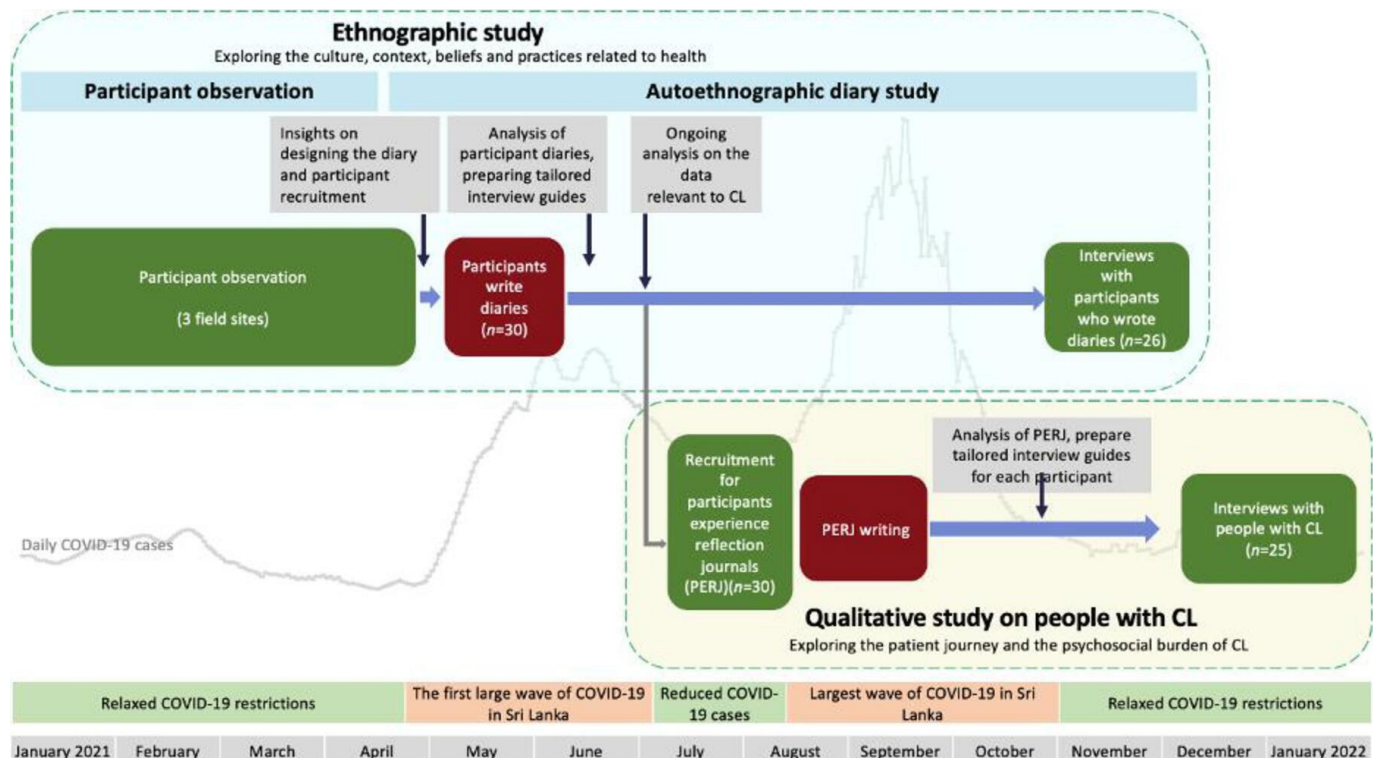 Ethnographic study
Exploring the culture, context, beliefs and practices related to health
Participant observation
Autoethnographic diary study
Insights on
designing the diary
and participant
recruitment
Analysis of
participant diaries,
preparing tailored
interview guides
Ongoing
analysis on the
data
relevant to CL
Participant observation
(3 field sites)
Participants
write
diaries
(n=30)
Interviews
with
participants
who wrote
diaries (n=26)
Recruitment
for
participants
experience
reflection
journals
(PERJ)(n=30)
PERJ writing
Analysis of PERJ, prepare
tailored interview guides
for each participant
Interviews with
people with CL
(n=25)
Daily COVID-19 cases
Qualitative study on people with CL
Exploring the patient journey and the psychosocial burden of CL
Relaxed COVID-19 restrictions
The first large wave of COVID-19
in Sri Lanka
Reduced COVID-
19 cases
Largest wave of COVID-19 in Sri
Lanka
Relaxed COVID-19 restrictions
January 2021 February March April May June July August September October November December January 2022